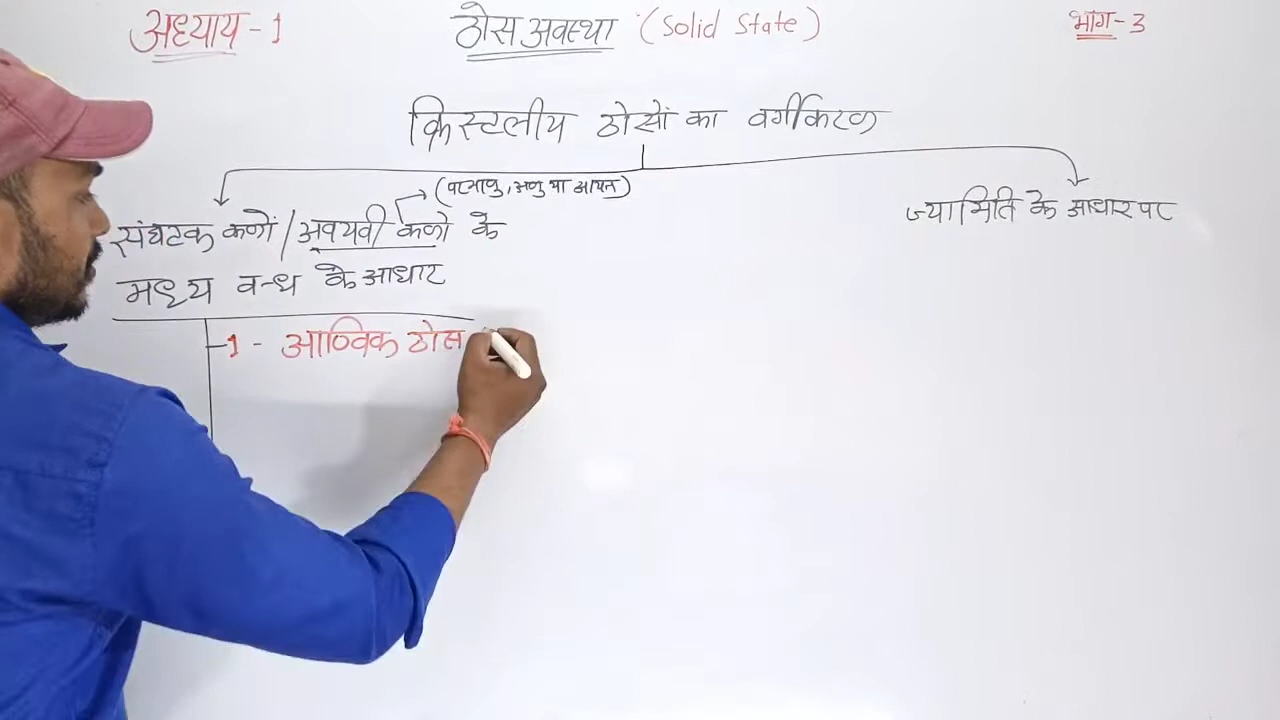 अध्याय - 1
ठोस अवस्था (Solid State)
भाग - 3
क्रिस्टलीय ठोसों का वर्गीकरण
(परमाणु, अणु या आयन)
संघटक कणों / अवयवी कणों के
मध्य बन्ध के आधार
ज्यामिति के आधार पर
1 - आण्विक ठोस